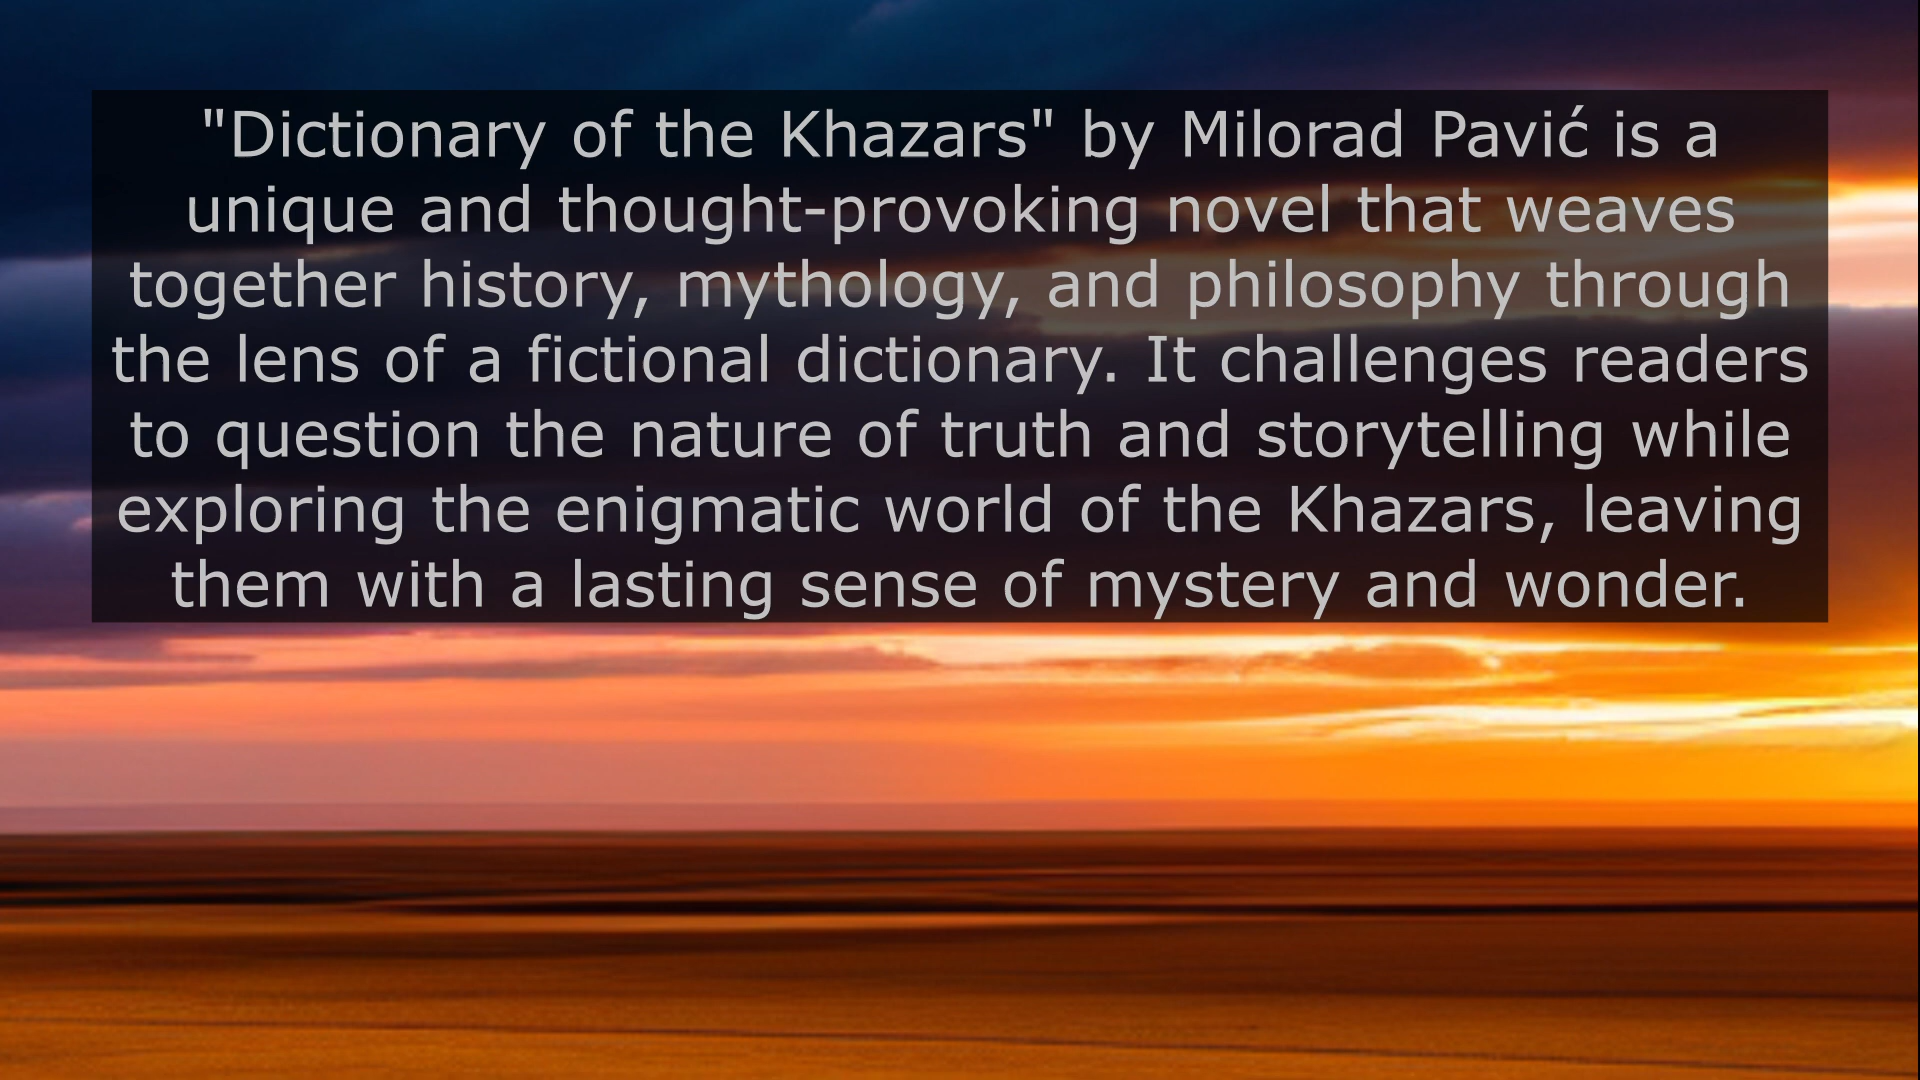 "Dictionary of the Khazars" by Milorad Pavić is a
unique and thought-provoking novel that weaves
together history, mythology, and philosophy through
the lens of a fictional dictionary. It challenges readers
to question the nature of truth and storytelling while
exploring the enigmatic world of the Khazars, leaving
them with a lasting sense of mystery and wonder.